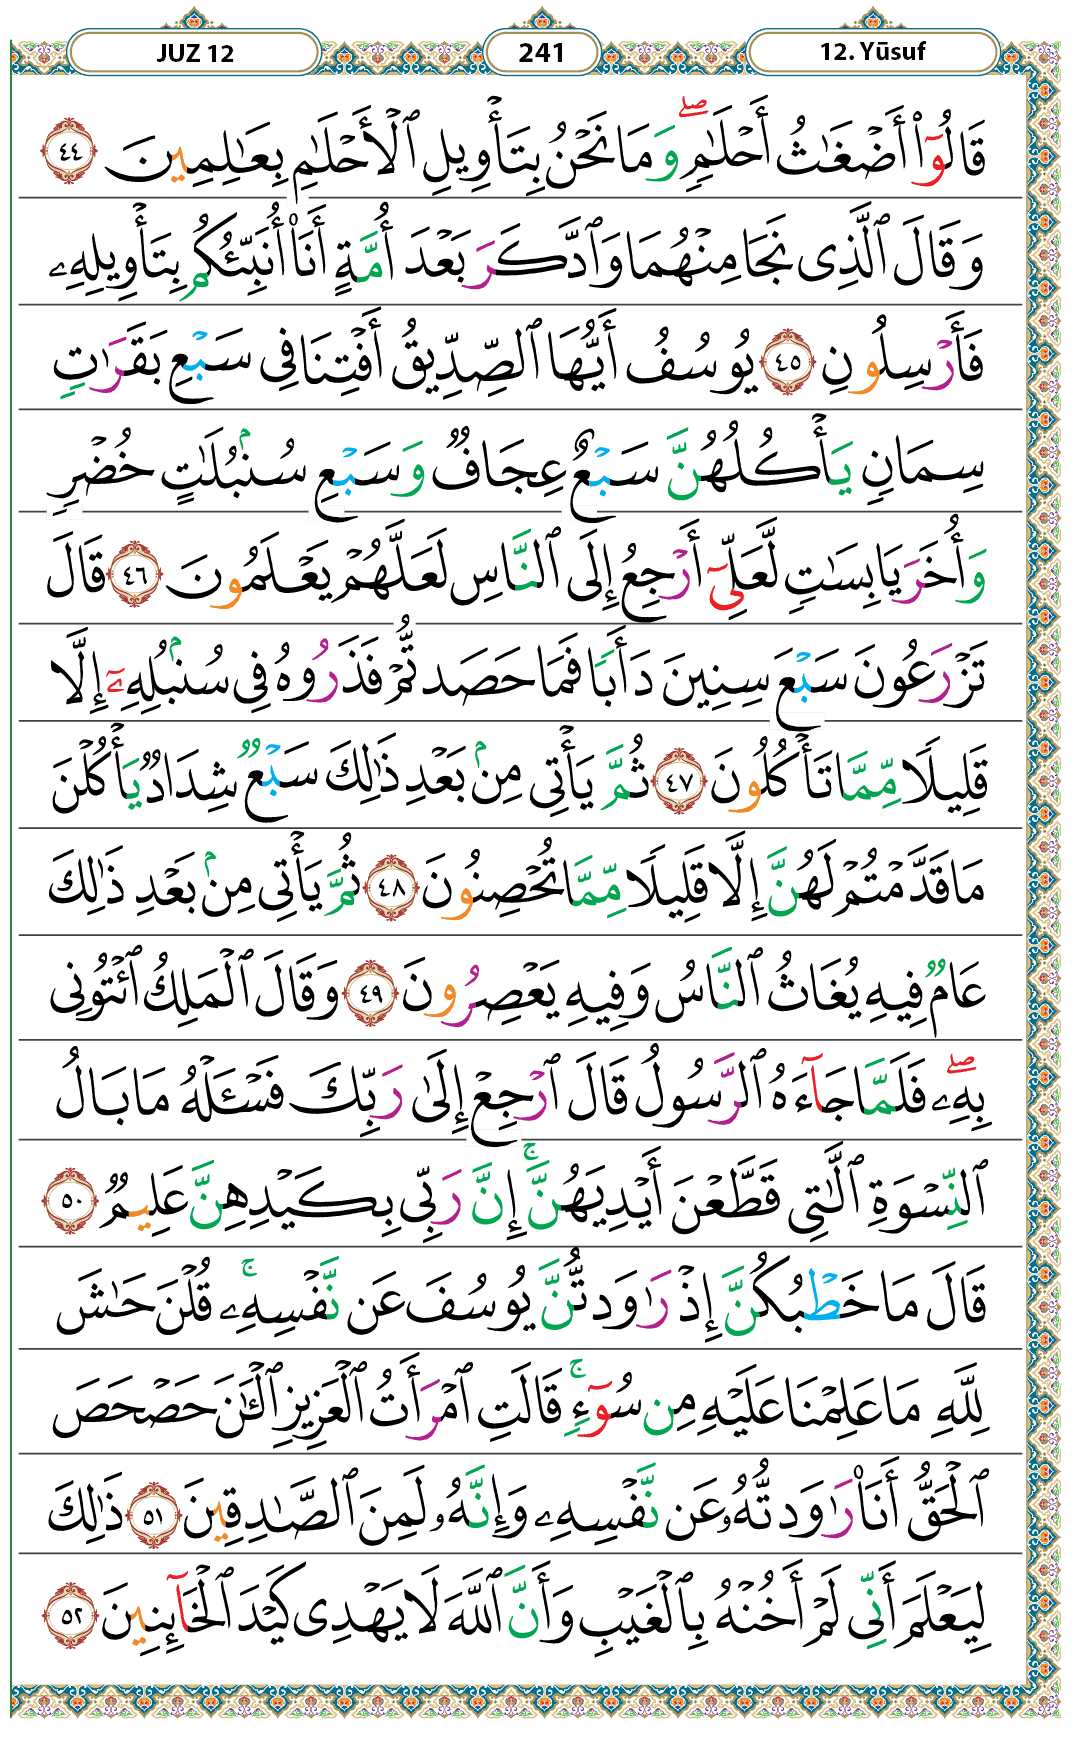 JUZ 12
241
12. Yūsuf
قَالُوٓا۟ أَضْغَـٰثُ أَحْلَـٰمٍۢ ۖ وَمَا نَحْنُ بِتَأْوِيلِ ٱلْأَحْلَـٰمِ بِعَـٰلِمِينَ ٤٤
وَقَالَ ٱلَّذِى نَجَا مِنْهُمَا وَٱدَّكَرَ بَعْدَ أُمَّةٍ أَنَا۠ أُنَبِّئُكُم بِتَأْوِيلِهِۦ
فَأَرْسِلُونِ ٤٥ يُوسُفُ أَيُّهَا ٱلصِّدِّيقُ أَفْتِنَا فِى سَبْعِ بَقَرَٰتٍۢ
سِمَانٍۢ يَأْكُلُهُنَّ سَبْعٌ عِجَافٌۭ وَسَبْعِ سُنۢبُلَـٰتٍ خُضْرٍۢ
وَأُخَرَ يَابِسَـٰتٍۢ لَّعَلِّىٓ أَرْجِعُ إِلَى ٱلنَّاسِ لَعَلَّهُمْ يَعْلَمُونَ ٤٦ قَالَ
تَزْرَعُونَ سَبْعَ سِنِينَ دَأَبًۭا فَمَا حَصَدتُّمْ فَذَرُوهُ فِى سُنۢبُلِهِۦٓ إِلَّا
قَلِيلًۭا مِّمَّا تَأْكُلُونَ ٤٧ ثُمَّ يَأْتِى مِنۢ بَعْدِ ذَٰلِكَ سَبْعٌۭ شِدَادٌۭ يَأْكُلْنَ
مَا قَدَّمْتُمْ لَهُنَّ إِلَّا قَلِيلًۭا مِّمَّا تُحْصِنُونَ ٤٨ ثُمَّ يَأْتِى مِنۢ بَعْدِ ذَٰلِكَ
عَامٌۭ فِيهِ يُغَاثُ ٱلنَّاسُ وَفِيهِ يَعْصِرُونَ ٤٩ وَقَالَ ٱلْمَلِكُ ٱئْتُونِى
بِهِۦ ۖ فَلَمَّا جَآءَهُ ٱلرَّسُولُ قَالَ ٱرْجِعْ إِلَىٰ رَبِّكَ فَسْـَٔلْهُ مَا بَالُ
ٱلنِّسْوَةِ ٱلَّـٰتِى قَطَّعْنَ أَيْدِيَهُنَّ ۚ إِنَّ رَبِّى بِكَيْدِهِنَّ عَلِيمٌۭ ٥٠
قَالَ مَا خَطْبُكُنَّ إِذْ رَٰوَدتُّنَّ يُوسُفَ عَن نَّفْسِهِۦ ۚ قُلْنَ حَـٰشَ
لِلَّهِ مَا عَلِمْنَا عَلَيْهِ مِن سُوٓءٍۢ ۚ قَالَتِ ٱمْرَأَتُ ٱلْعَزِيزِ ٱلْـَٔـٰنَ حَصْحَصَ
ٱلْحَقُّ أَنَا۠ رَٰوَدتُّهُۥ عَن نَّفْسِهِۦ وَإِنَّهُۥ لَمِنَ ٱلصَّـٰدِقِينَ ٥١ ذَٰلِكَ
لِيَعْلَمَ أَنِّى لَمْ أَخُنْهُ بِٱلْغَيْبِ وَأَنَّ ٱللَّهَ لَا يَهْدِى كَيْدَ ٱلْخَآئِنِينَ ٥٢